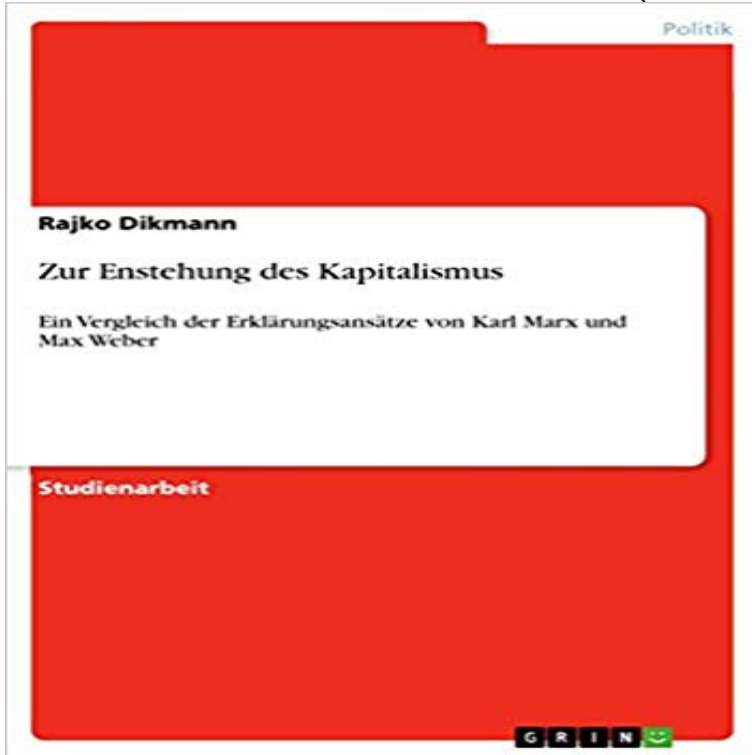 Politik
Rajko Dikmann
Zur Enstehung des Kapitalismus
Ein Vergleich der Erklärungsansätze von Karl Marx und
Max Weber
Studienarbeit
GRIN